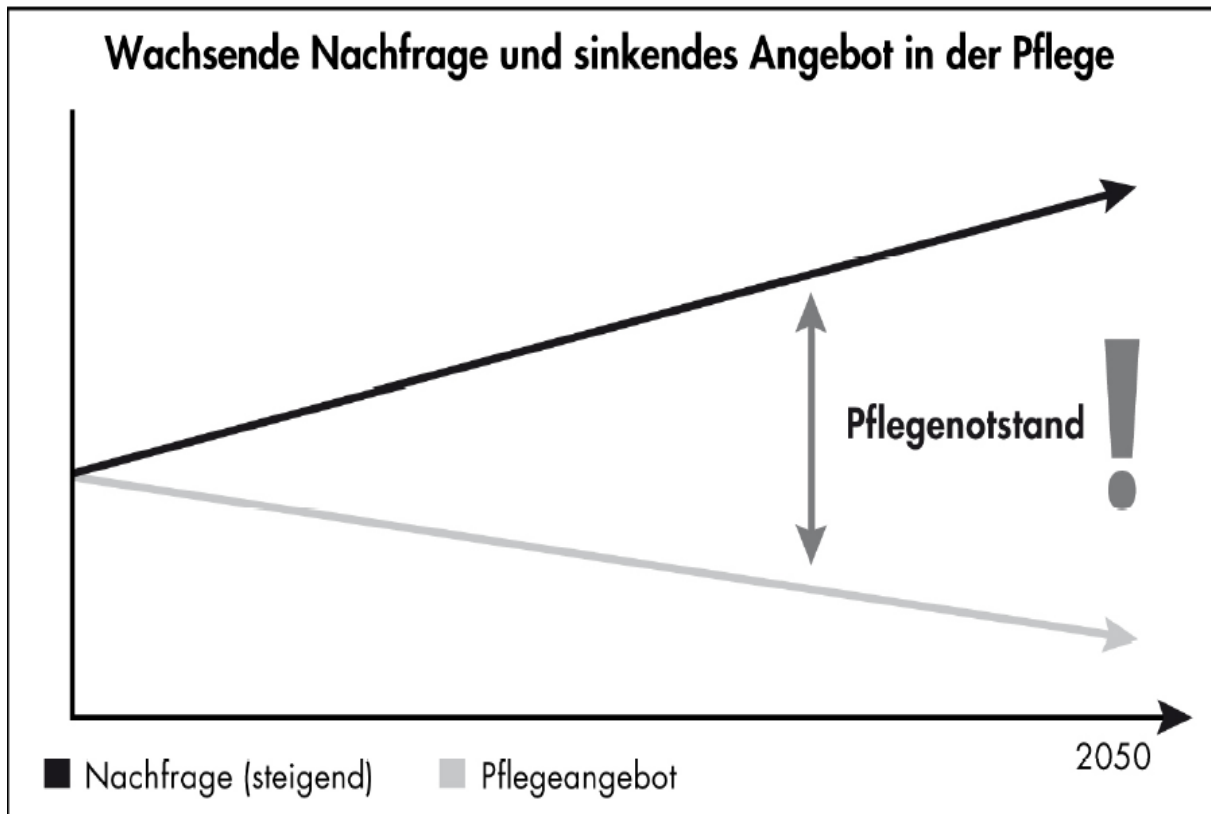 Wachsende Nachfrage und sinkendes Angebot in der Pflege
Pflegenotstand !
2050
Nachfrage (steigend)
Pflegeangebot